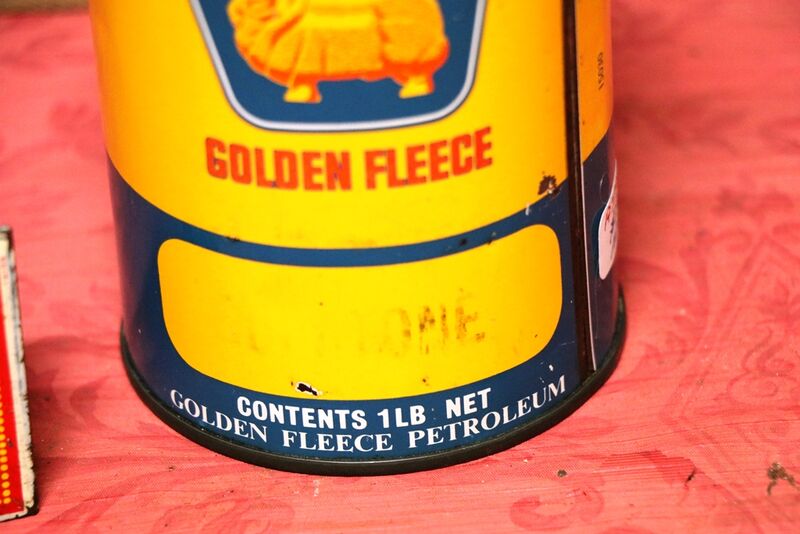 GOLDEN FLEECE
CONTENTS 1LB NET
GOLDEN FLEECE PETROLEUM